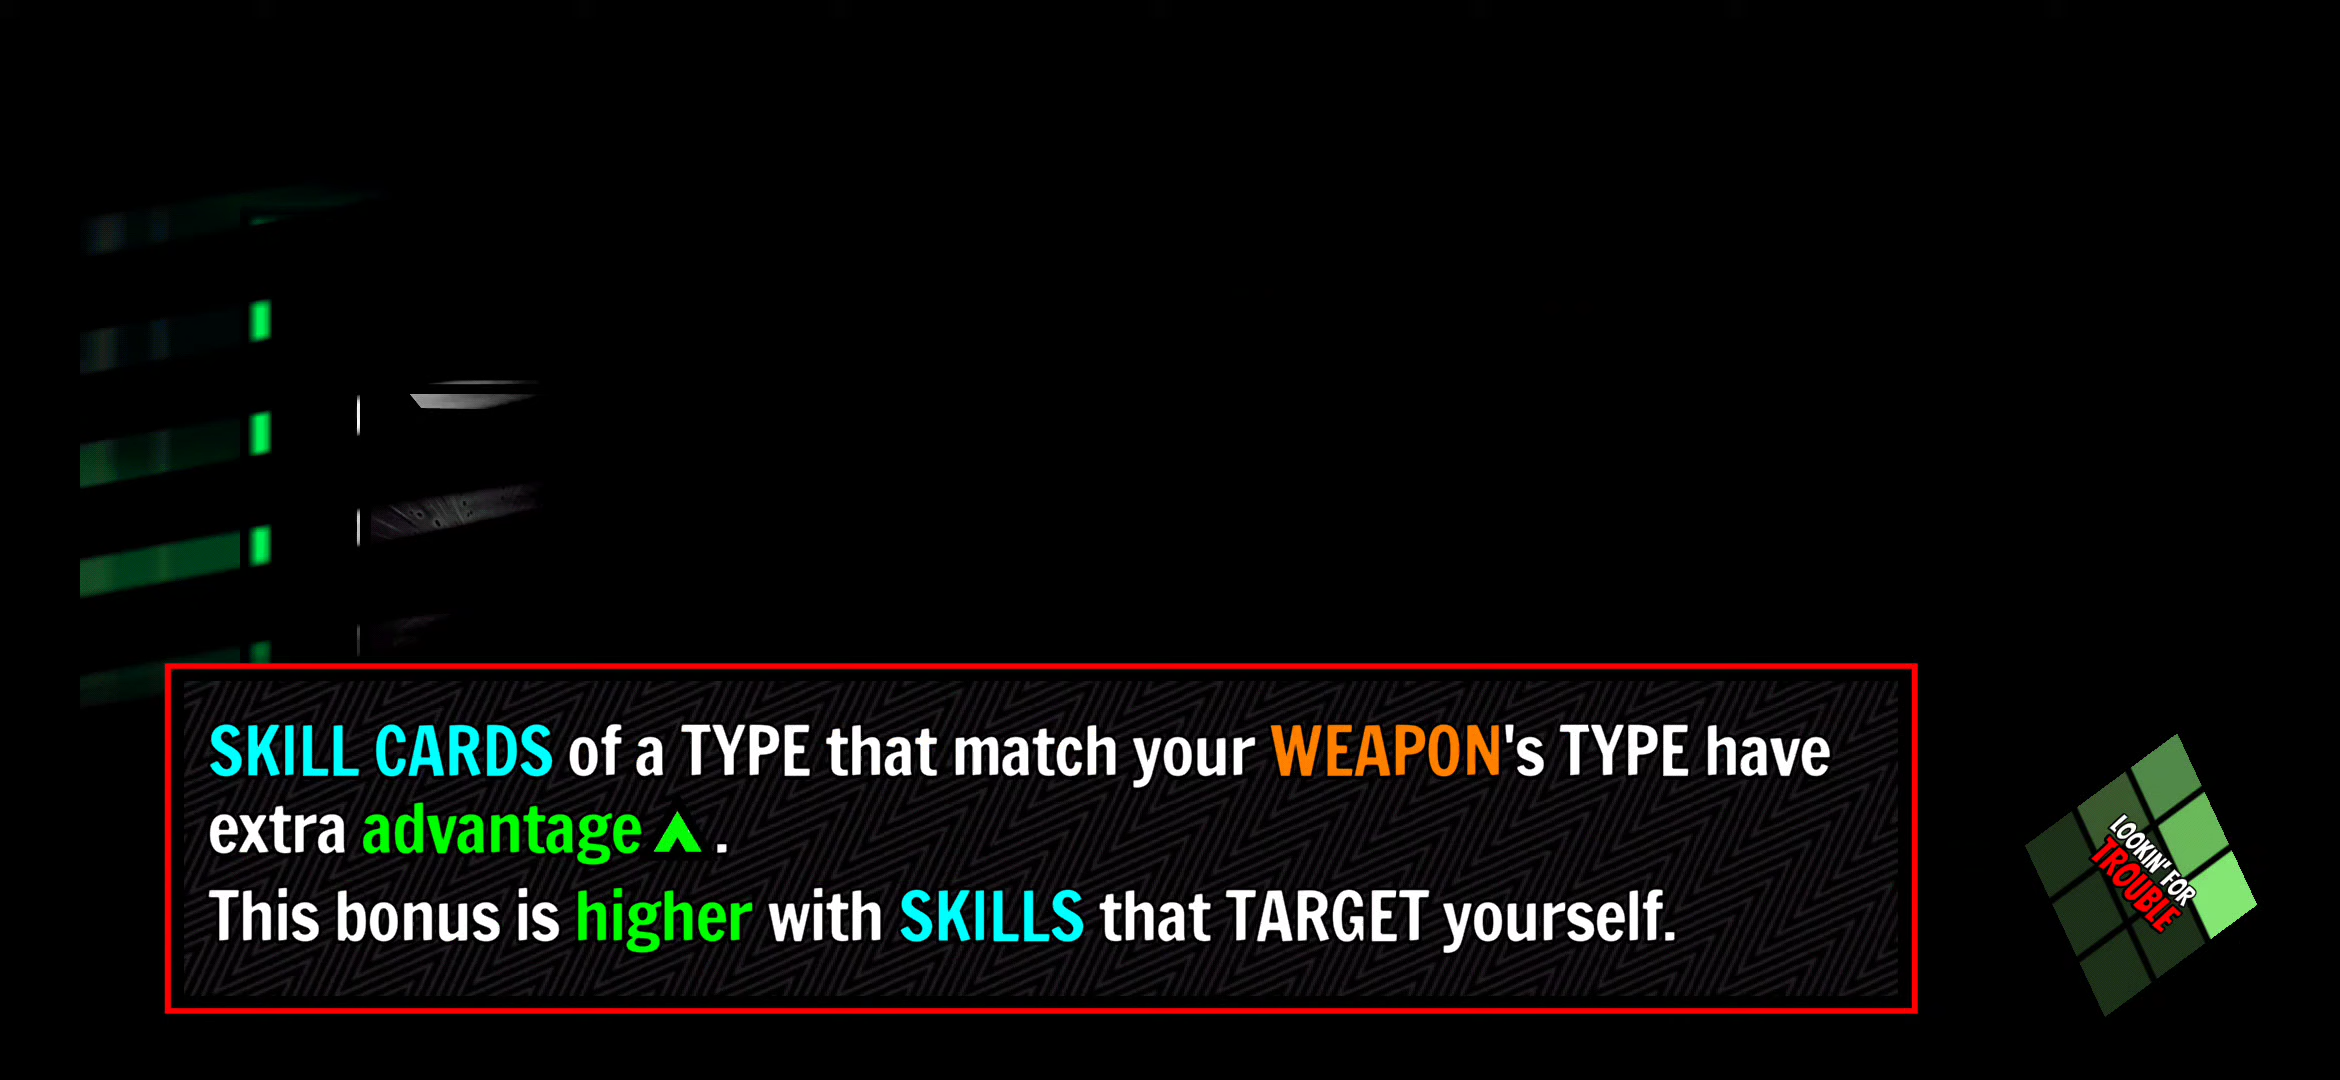 SKILL CARDS of a TYPE that match your WEAPON's TYPE have
extra advantage .
This bonus is higher with SKILLS that TARGET yourself.
LOOKIN' FOR
TROUBLE